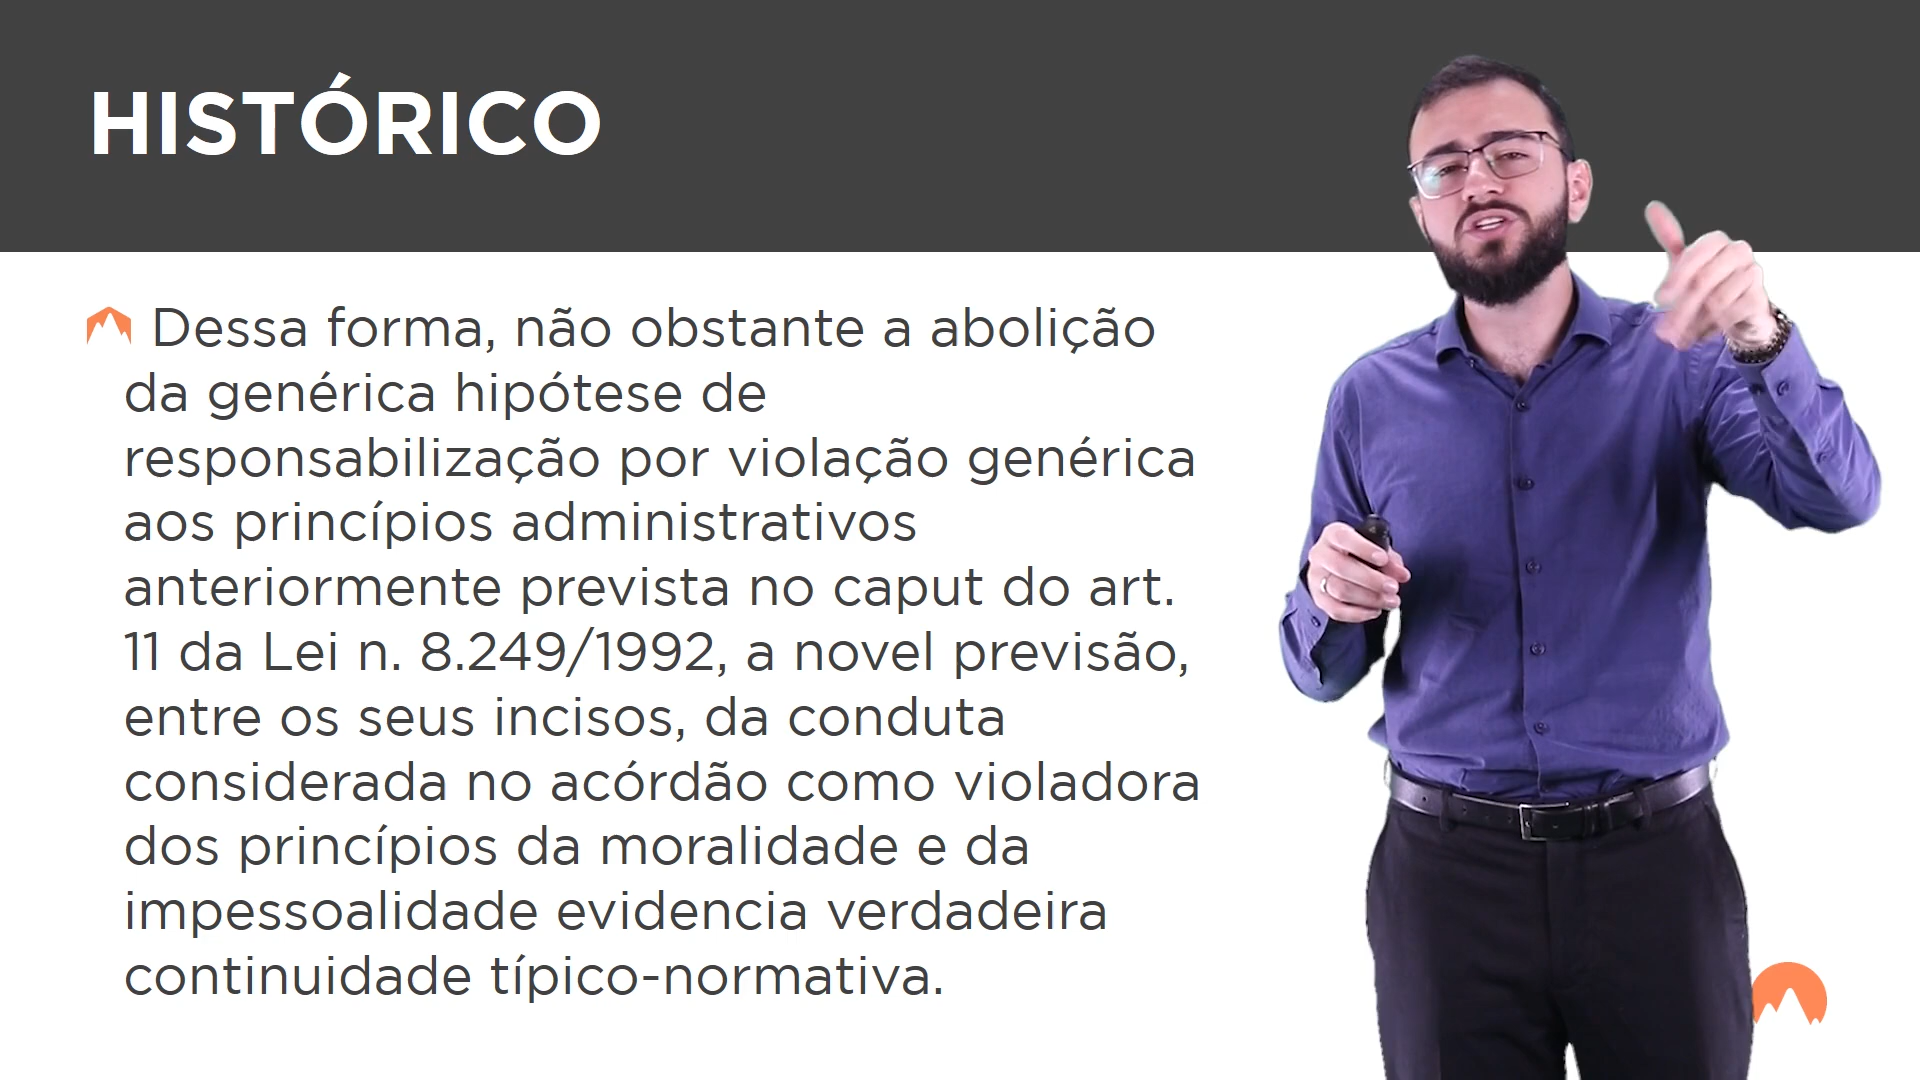 HISTÓRICO
Dessa forma, não obstante a abolição
da genérica hipótese de
responsabilização por violação genérica
aos princípios administrativos
anteriormente prevista no caput do art.
11 da Lei n. 8.249/1992, a novel previsão,
entre os seus incisos, da conduta
considerada no acórdão como violadora
dos princípios da moralidade e da
impessoalidade evidencia verdadeira
continuidade típico-normativa.